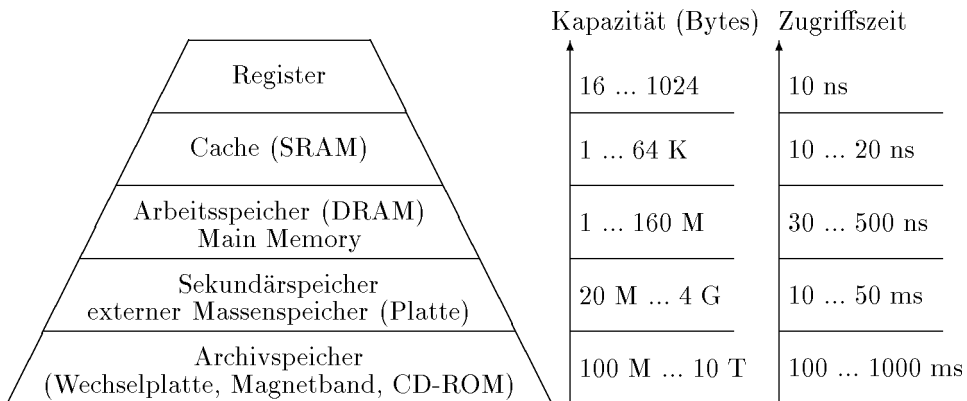 Kapazität (Bytes) Zugriffszeit
Register 16 ... 1024 10 ns
Cache (SRAM) 1 ... 64 K 10 ... 20 ns
Arbeitsspeicher (DRAM)
Main Memory 1 ... 160 M 30 ... 500 ns
Sekundärspeicher
externer Massenspeicher (Platte) 20 M ... 4 G 10 ... 50 ms
Archivspeicher
(Wechselplatte, Magnetband, CD-ROM) 100 M ... 10 T 100 ... 1000 ms